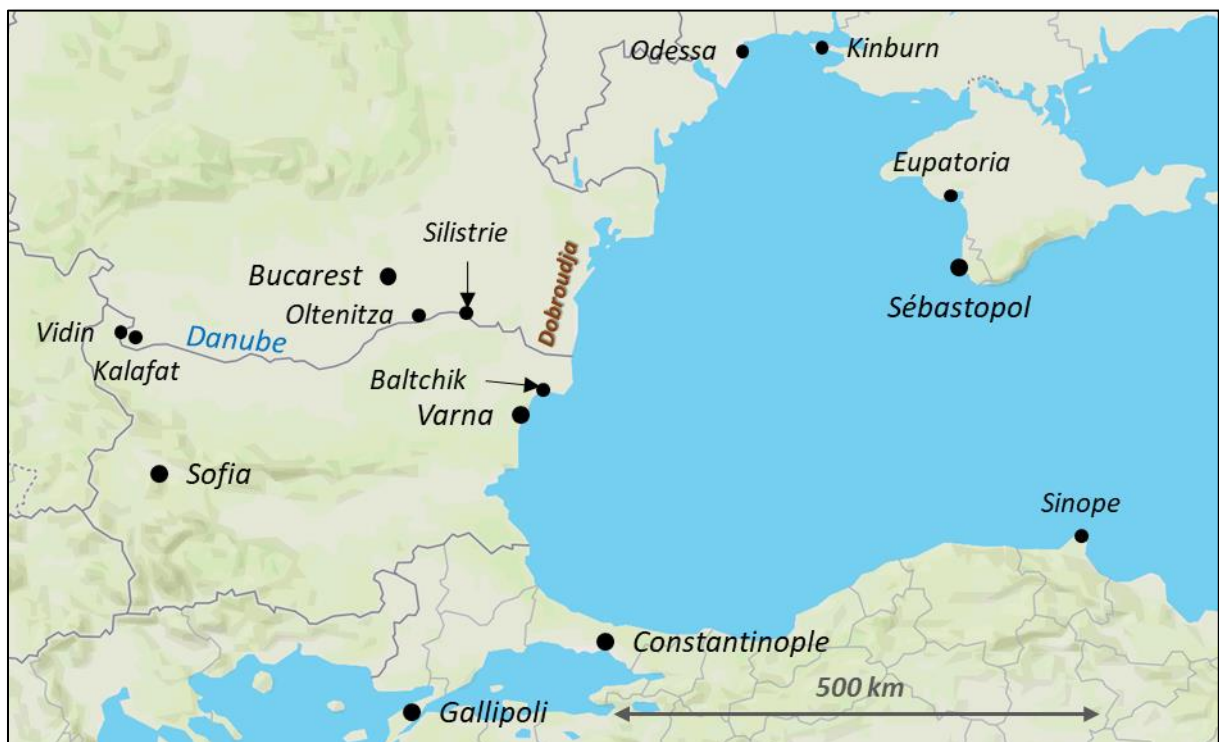 Odessa
Kinburn
Eupatoria
Silistrie
Dobroudja
Bucarest
Oltenitza
Sébastopol
Vidin
Danube
Kalafat
Baltchik
Varna
Sofia
Sinope
Constantinople
500 km
Gallipoli